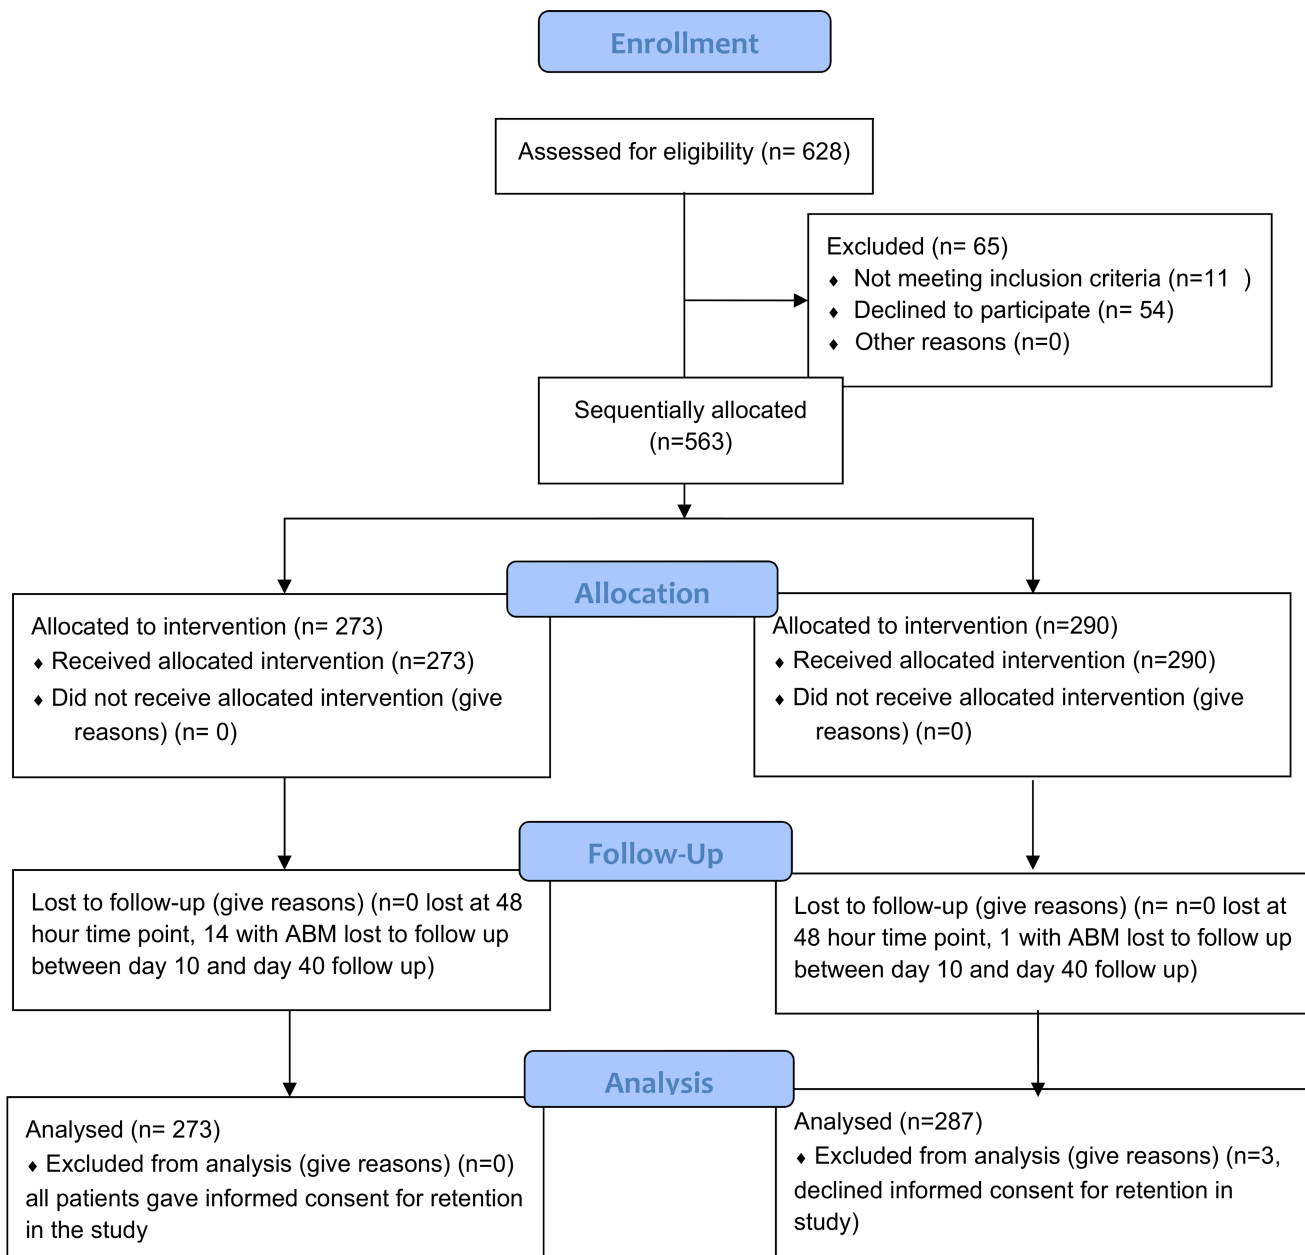 Enrollment
Assessed for eligibility (n= 628)
Excluded (n= 65)
♦ Not meeting inclusion criteria (n=11  )
♦ Declined to participate (n= 54)
♦ Other reasons (n=0)
Sequentially allocated
(n=563)
Allocation
Allocated to intervention (n= 273)
♦ Received allocated intervention (n=273)
♦ Did not receive allocated intervention (give
reasons) (n= 0)
Allocated to intervention (n=290)
♦ Received allocated intervention (n=290)
♦ Did not receive allocated intervention (give
reasons) (n=0)
Follow-Up
Lost to follow-up (give reasons) (n=0 lost at 48
hour time point, 14 with ABM lost to follow up
between day 10 and day 40 follow up)
Lost to follow-up (give reasons) (n= n=0 lost at
48 hour time point, 1 with ABM lost to follow up
between day 10 and day 40 follow up)
Analysis
Analysed (n= 273)
♦ Excluded from analysis (give reasons) (n=0)
all patients gave informed consent for retention
in the study
Analysed (n=287)
♦ Excluded from analysis (give reasons) (n=3,
declined informed consent for retention in
study)